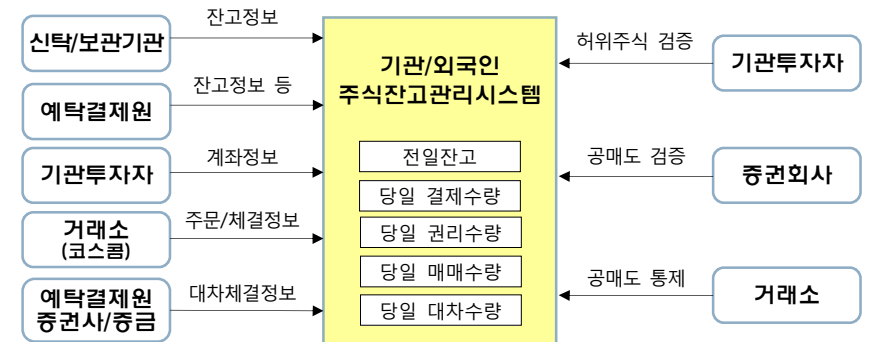 신탁/보관기관
잔고정보
예탁결제원
잔고정보 등
기관투자자
계좌정보
거래소
(코스콤)
주문/체결정보
예탁결제원
증권사/증금
대차체결정보
기관/외국인
주식잔고관리시스템
전일잔고
당일 결제수량
당일 권리수량
당일 매매수량
당일 대차수량
허위주식 검증
기관투자자
공매도 검증
증권회사
공매도 통제
거래소